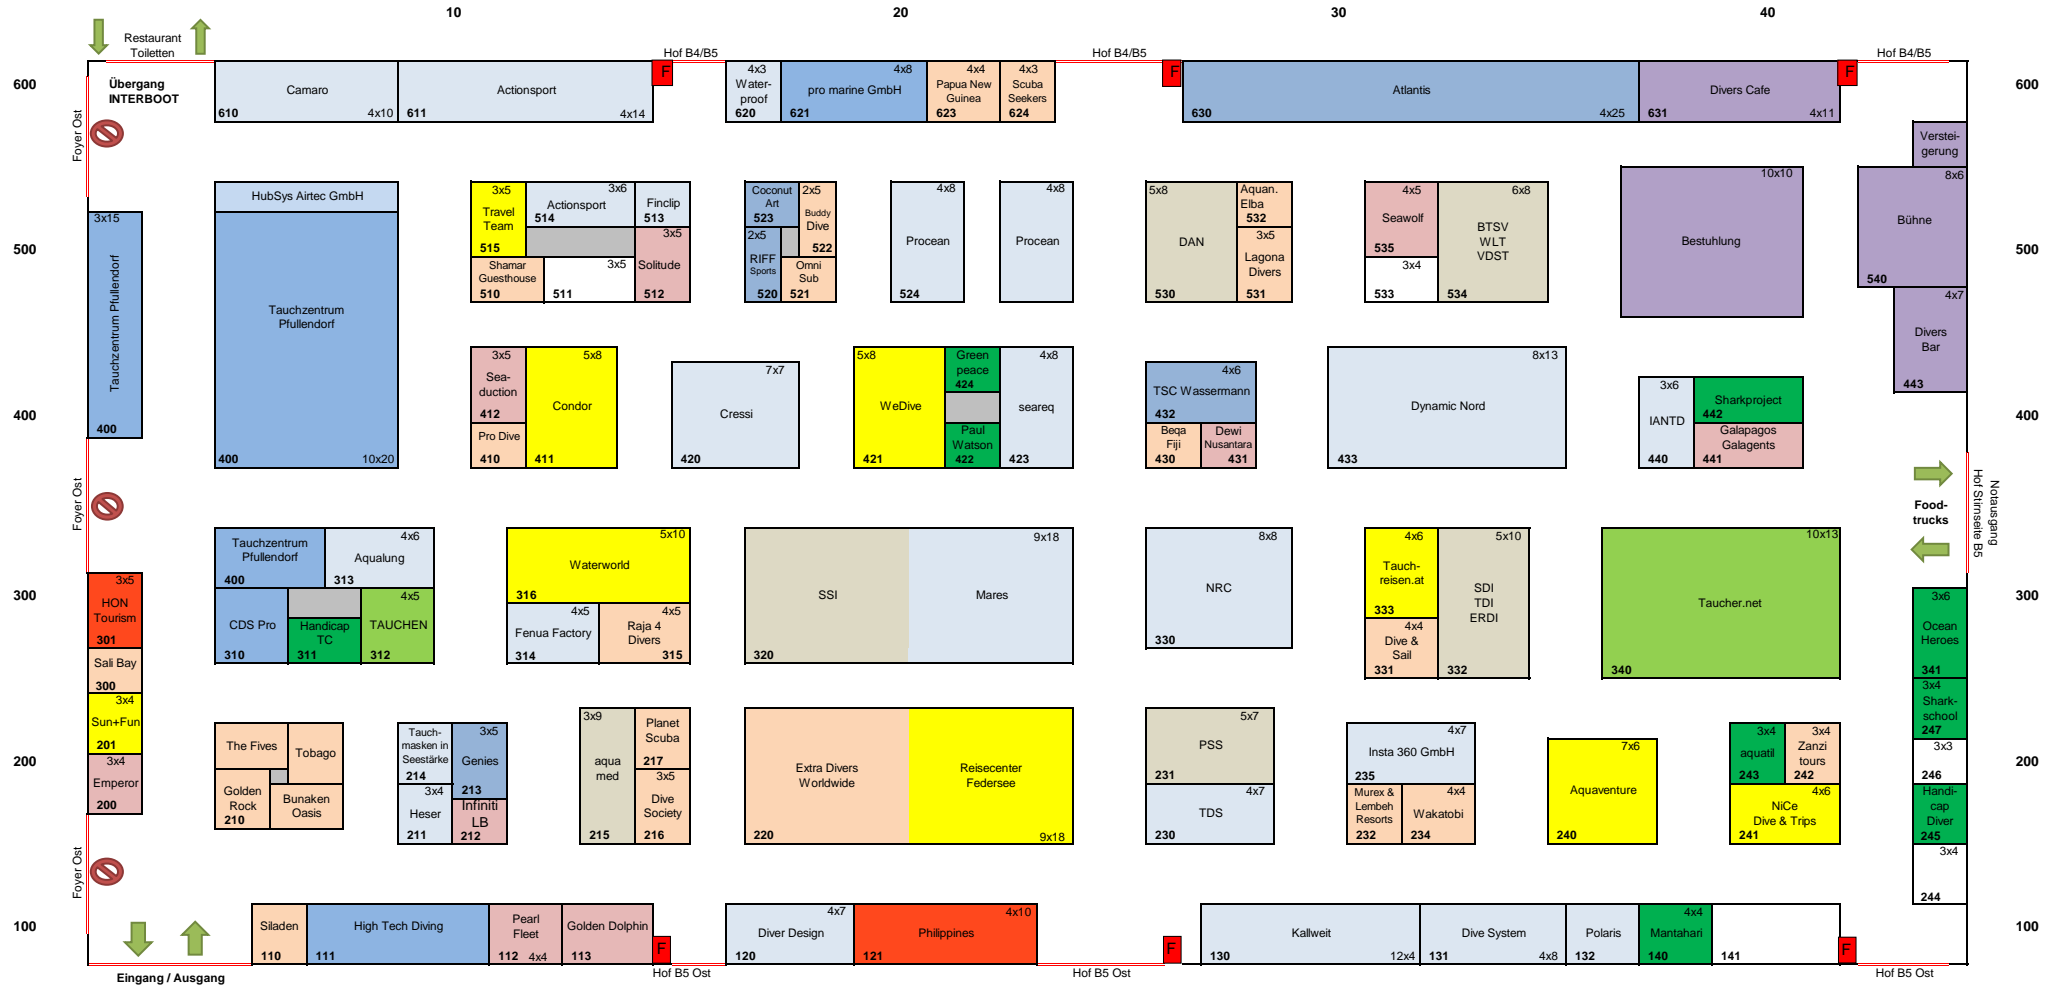 10
20
30
40
Restaurant
Toiletten
Hof B4/B5
Hof B4/B5
Hof B4/B5
600
Übergang
INTERBOOT
Foyer Ost
Camaro
610
4x10
Actionsport
611
4x14
F
4x3
Water-
proof
620
4x8
pro marine GmbH
621
4x4
Papua New
Guinea
623
4x3
Scuba
Seekers
624
F
Atlantis
630
4x25
Divers Cafe
631
4x11
F
600
Verstei-
gerung
500
3x15
Tauchzentrum Pfullendorf
400
HubSys Airtec GmbH
Tauchzentrum
Pfullendorf
400
10x20
3x5
Travel
Team
515
3x6
Actionsport
514
Finclip
513
Shamar
Guesthouse
510
3x5
511
3x5
Solitude
512
Coconut
Art
523
2x5
Buddy
Dive
522
2x5
RIFF
Sports
520
Omni
Sub
521
4x8
Procean
524
4x8
Procean
5x8
DAN
530
Aquan.
Elba
532
3x5
Lagona
Divers
531
4x5
Seawolf
535
3x4
533
6x8
BTSV
WLT
VDST
534
10x10
Bestuhlung
8x6
Bühne
540
500
4x7
Divers
Bar
443
400
Foyer Ost
3x5
Sea-
duction
412
Pro Dive
410
5x8
Condor
411
7x7
Cressi
420
5x8
WeDive
421
Green
peace
424
Paul
Watson
422
4x8
seareq
423
4x6
TSC Wassermann
432
Beqa
Fiji
430
Dewi
Nusantara
431
8x13
Dynamic Nord
433
3x6
IANTD
440
Sharkproject
442
Galapagos
Galagents
441
400
Food-
trucks
Notausgang
Hof Stirnseite B5
300
3x5
HON
Tourism
301
Sali Bay
300
Tauchzentrum
Pfullendorf
400
4x6
Aqualung
313
CDS Pro
310
Handicap
TC
311
4x5
TAUCHEN
312
5x10
Waterworld
316
4x5
Fenua Factory
314
4x5
Raja 4
Divers
315
SSI
320
9x18
Mares
8x8
NRC
330
4x6
Tauch-
reisen.at
333
4x4
Dive &
Sail
331
5x10
SDI
TDI
ERDI
332
10x13
Taucher.net
340
3x6
Ocean
Heroes
341
300
3x4
Shark-
school
247
200
3x4
Sun+Fun
201
3x4
Emperor
200
The Fives
Tobago
Golden
Rock
210
Bunaken
Oasis
Tauch-
masken in
Seestärke
214
3x5
Genies
213
3x4
Heser
211
Infiniti
LB
212
3x9
aqua
med
215
Planet
Scuba
217
3x5
Dive
Society
216
Extra Divers
Worldwide
220
Reisecenter
Federsee
9x18
5x7
PSS
231
4x7
TDS
230
4x7
Insta 360 GmbH
235
Murex &
Lembeh
Resorts
232
4x4
Wakatobi
234
7x6
Aquaventure
240
3x4
aquatil
243
3x4
Zanzi
tours
242
4x6
NiCe
Dive & Trips
241
3x3
246
Handi-
cap
Diver
245
3x4
244
200
Foyer Ost
100
Siladen
110
High Tech Diving
111
Pearl
Fleet
112
4x4
Golden Dolphin
113
F
4x7
Diver Design
120
4x10
Philippines
121
F
Kallweit
130
12x4
Dive System
131
4x8
Polaris
132
4x4
Mantahari
140
141
F
100
Eingang / Ausgang
Hof B5 Ost
Hof B5 Ost
Hof B5 Ost